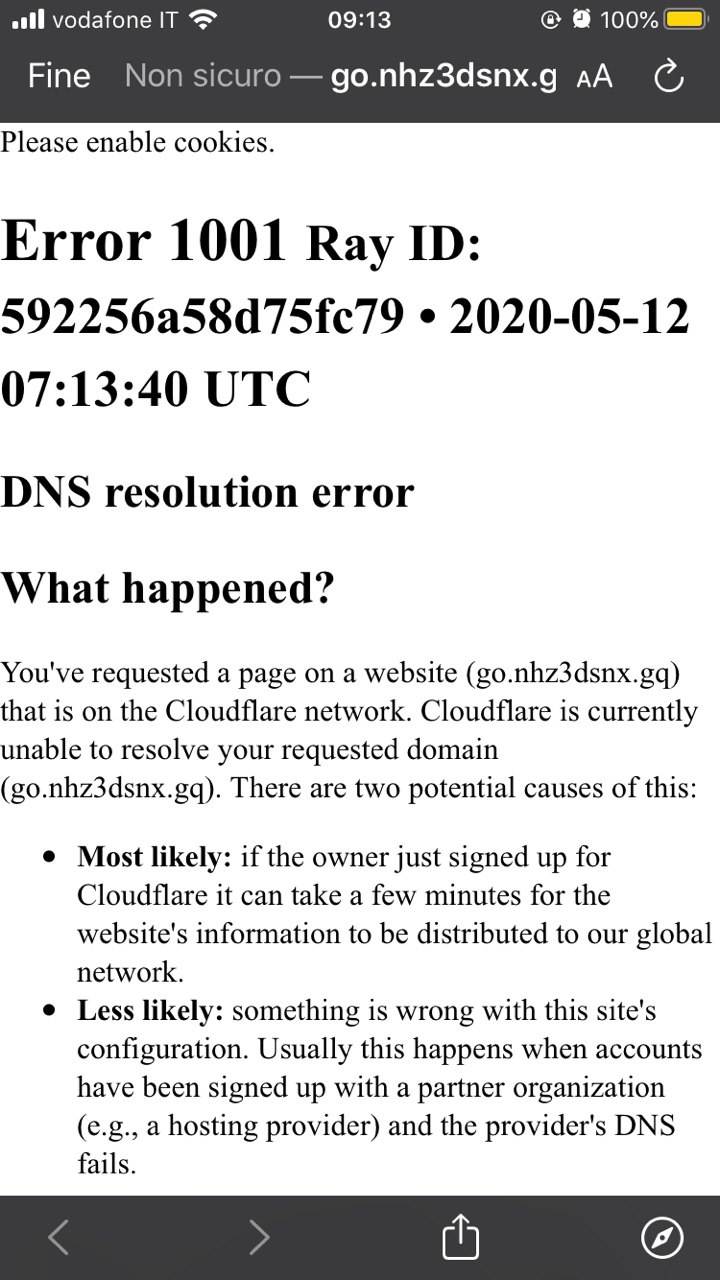 vodafone IT 09:13 100%
Fine Non sicuro — go.nhz3dsnx.g AA
Please enable cookies.
Error 1001 Ray ID:
592256a58d75fc79 • 2020-05-12
07:13:40 UTC
DNS resolution error
What happened?
You've requested a page on a website (go.nhz3dsnx.gq)
that is on the Cloudflare network. Cloudflare is currently
unable to resolve your requested domain
(go.nhz3dsnx.gq). There are two potential causes of this:
• Most likely: if the owner just signed up for
Cloudflare it can take a few minutes for the
website's information to be distributed to our global
network.
• Less likely: something is wrong with this site's
configuration. Usually this happens when accounts
have been signed up with a partner organization
(e.g., a hosting provider) and the provider's DNS
fails.